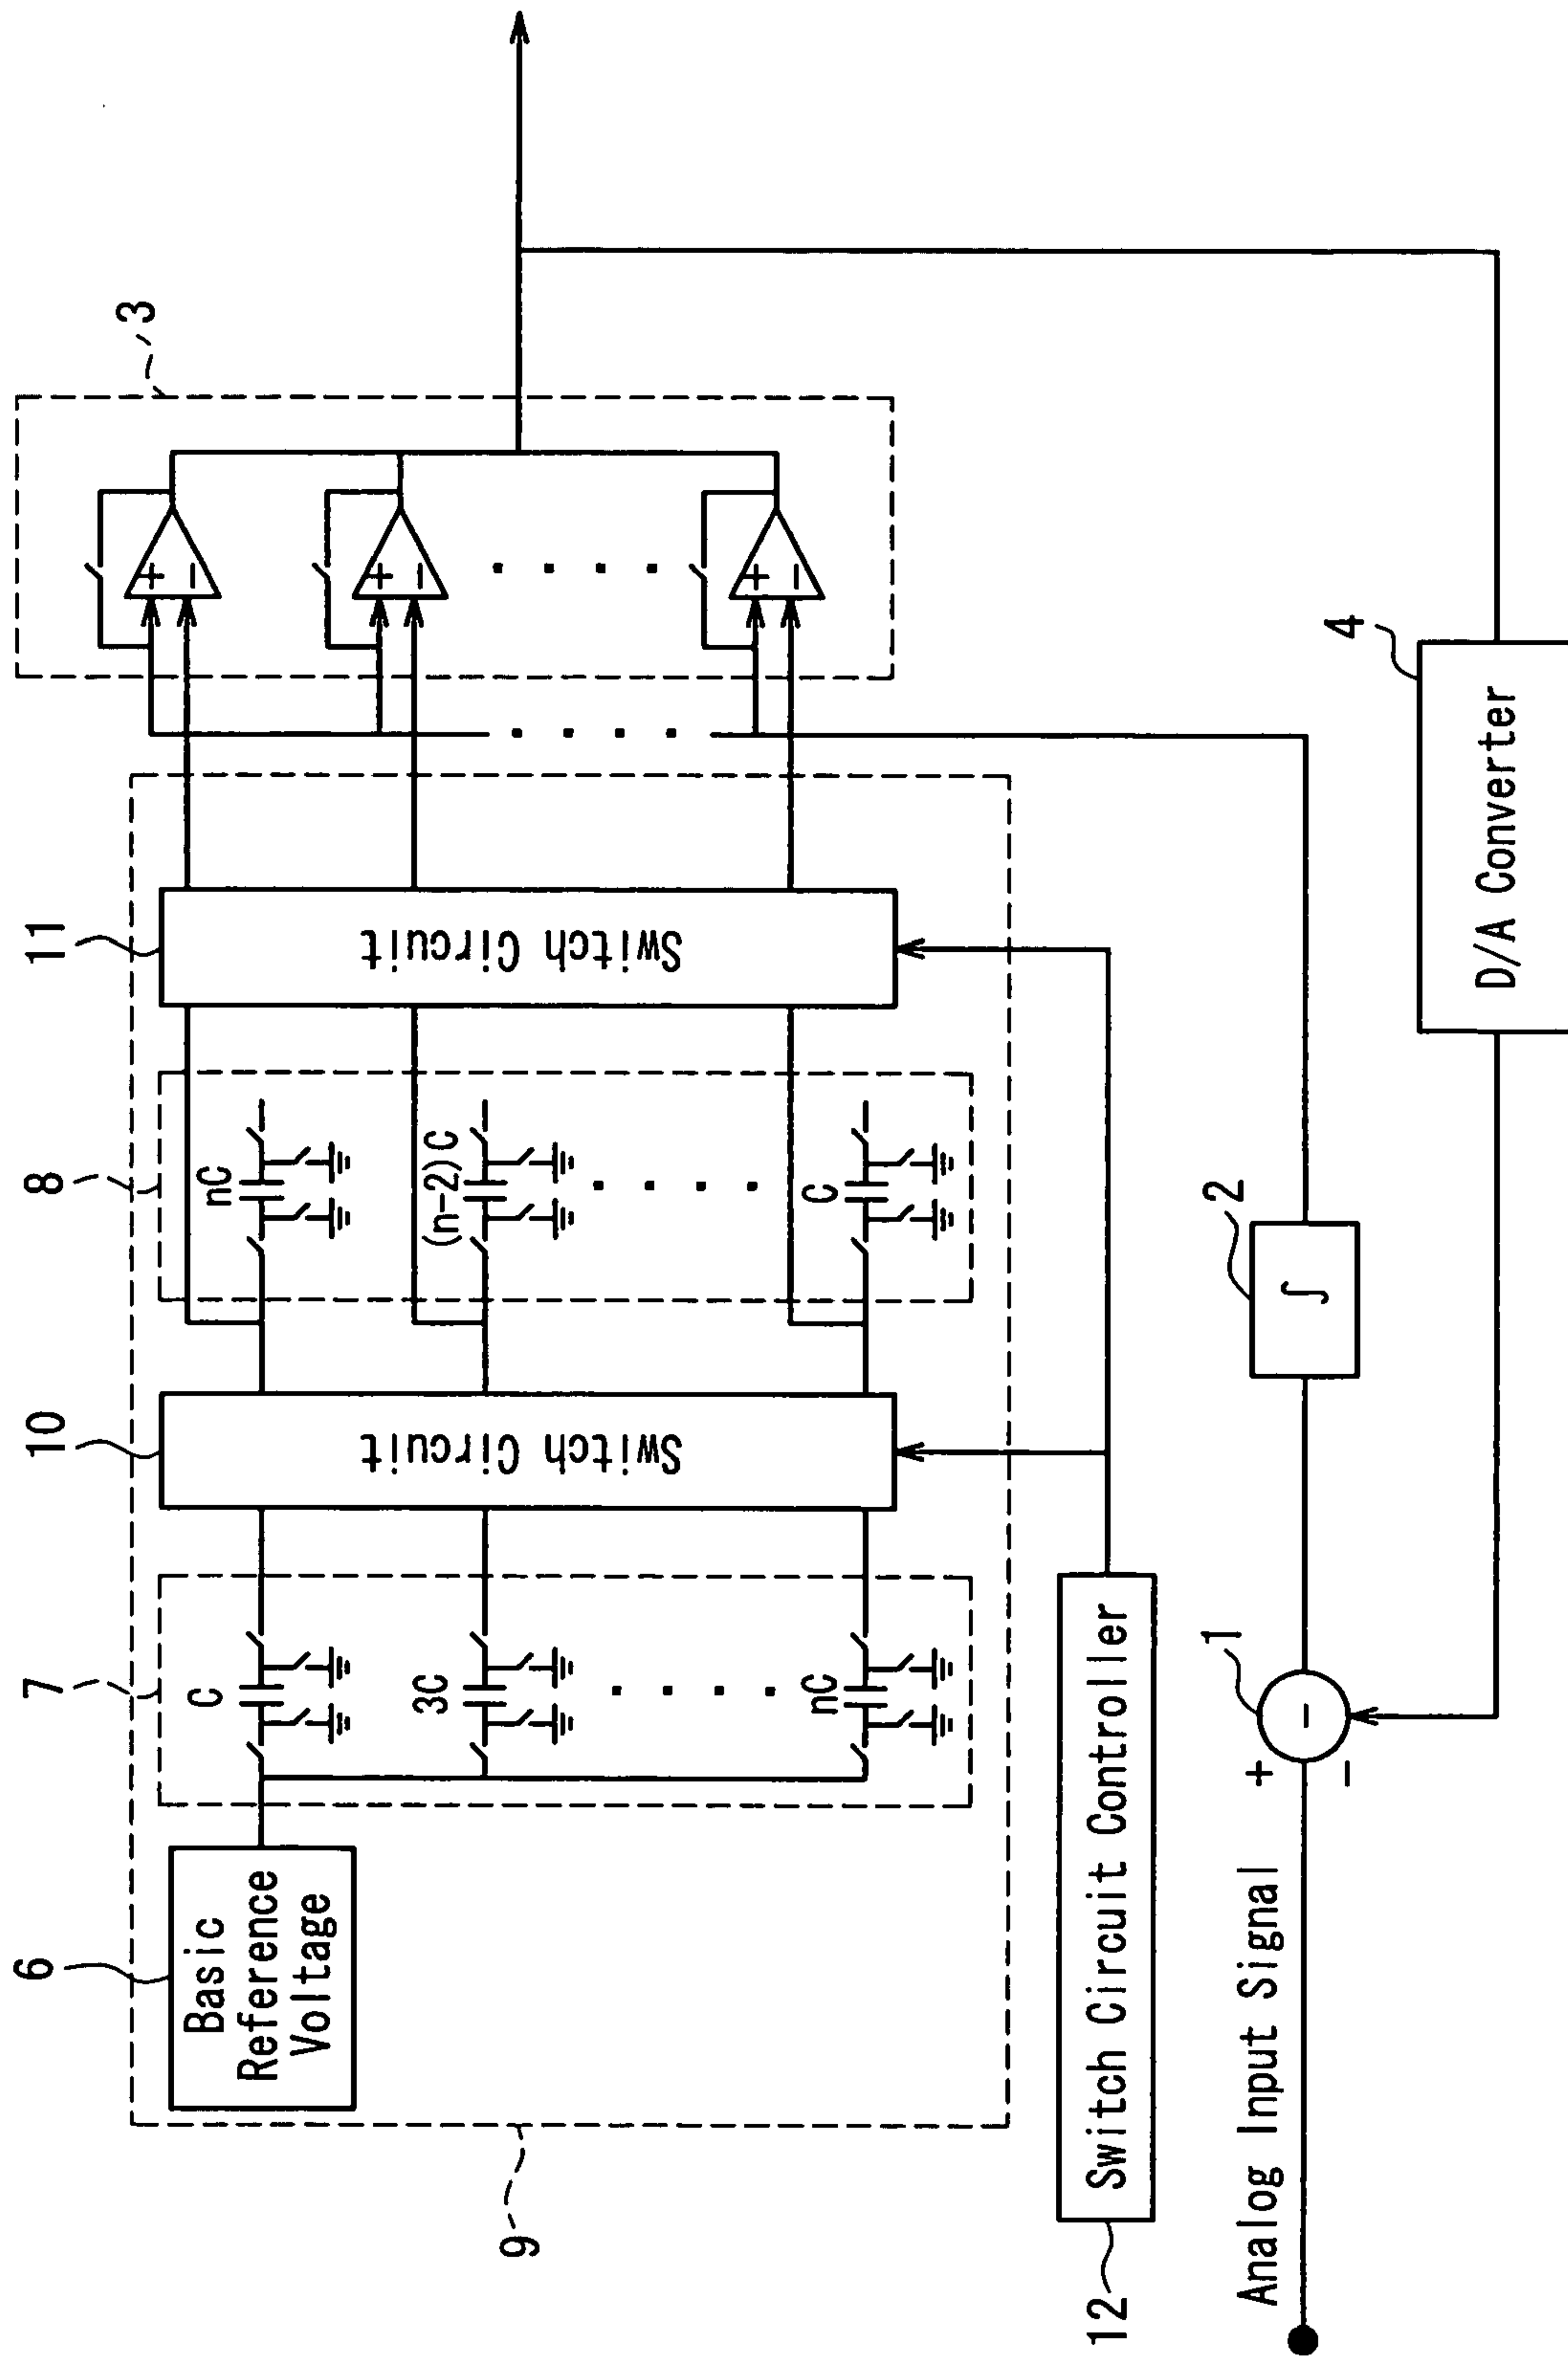 3
+
−
+
−
+
−
11
Switch Circuit
8
nC
(n-2)C
C
10
Switch Circuit
7
C
3C
nC
6
Basic
Reference
Voltage
9
Switch Circuit Controller
12
4
D/A Converter
2
∫
1
+
−
−
Analog Input Signal